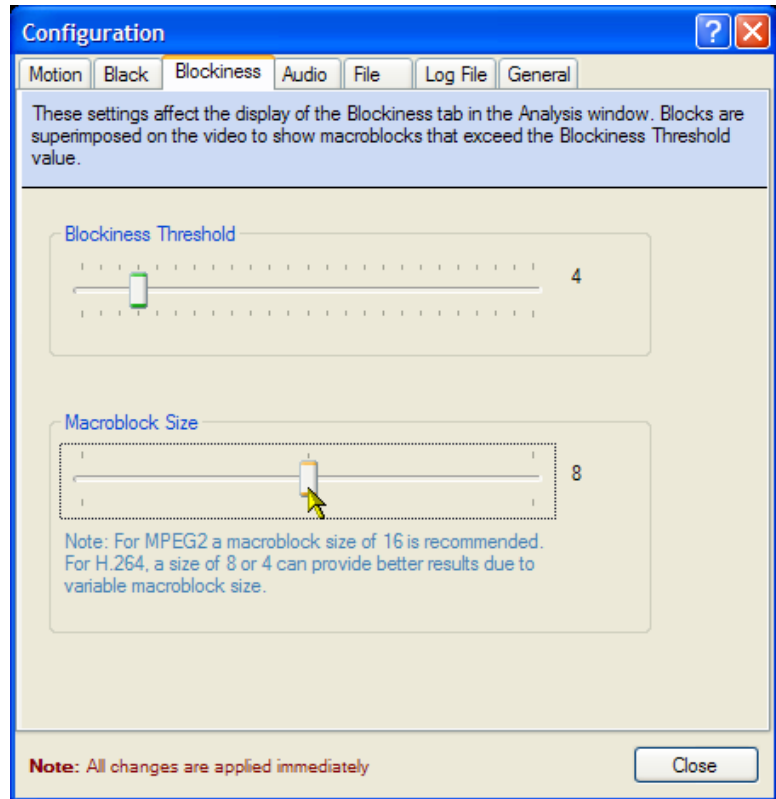 Configuration
Motion Black Blockiness Audio File Log File General
These settings affect the display of the Blockiness tab in the Analysis window. Blocks are
superimposed on the video to show macroblocks that exceed the Blockiness Threshold
value.
Blockiness Threshold
4
Macroblock Size
8
Note: For MPEG2 a macroblock size of 16 is recommended.
For H.264, a size of 8 or 4 can provide better results due to
variable macroblock size.
Note: All changes are applied immediately
Close